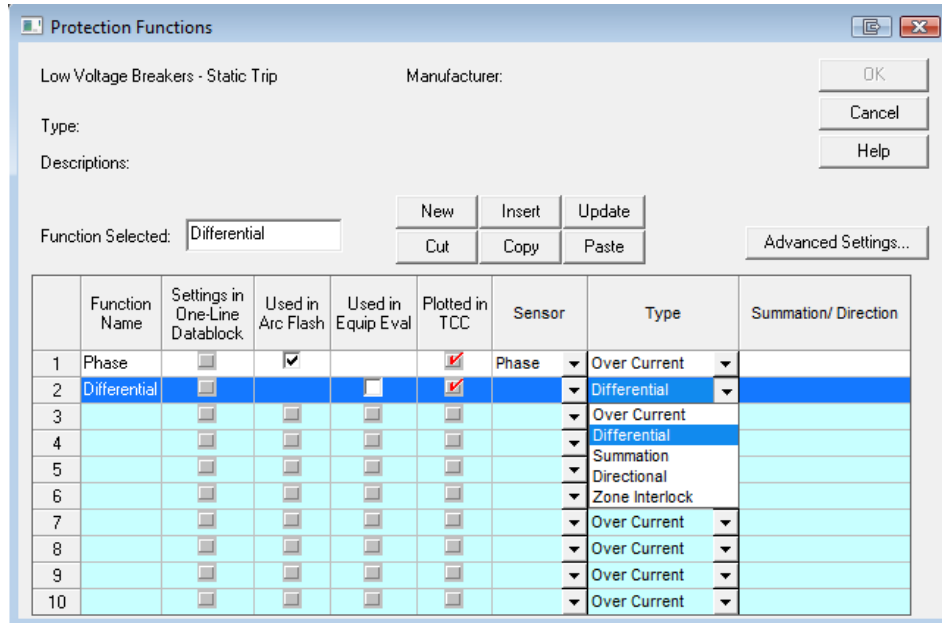 Protection Functions
Low Voltage Breakers - Static Trip
Manufacturer:
OK
Type:
Cancel
Descriptions:
Help
New Insert Update
Function Selected: Differential
Cut Copy Paste
Advanced Settings...
Function Name Settings in One-Line Datablock Used in Arc Flash Used in Equip Eval Plotted in TCC Sensor Type Summation/ Direction
1 Phase Phase Over Current
2 Differential Differential
3 Over Current
Differential
4 Summation
5 Directional
6 Zone Interlock
7 Over Current
8 Over Current
9 Over Current
10 Over Current